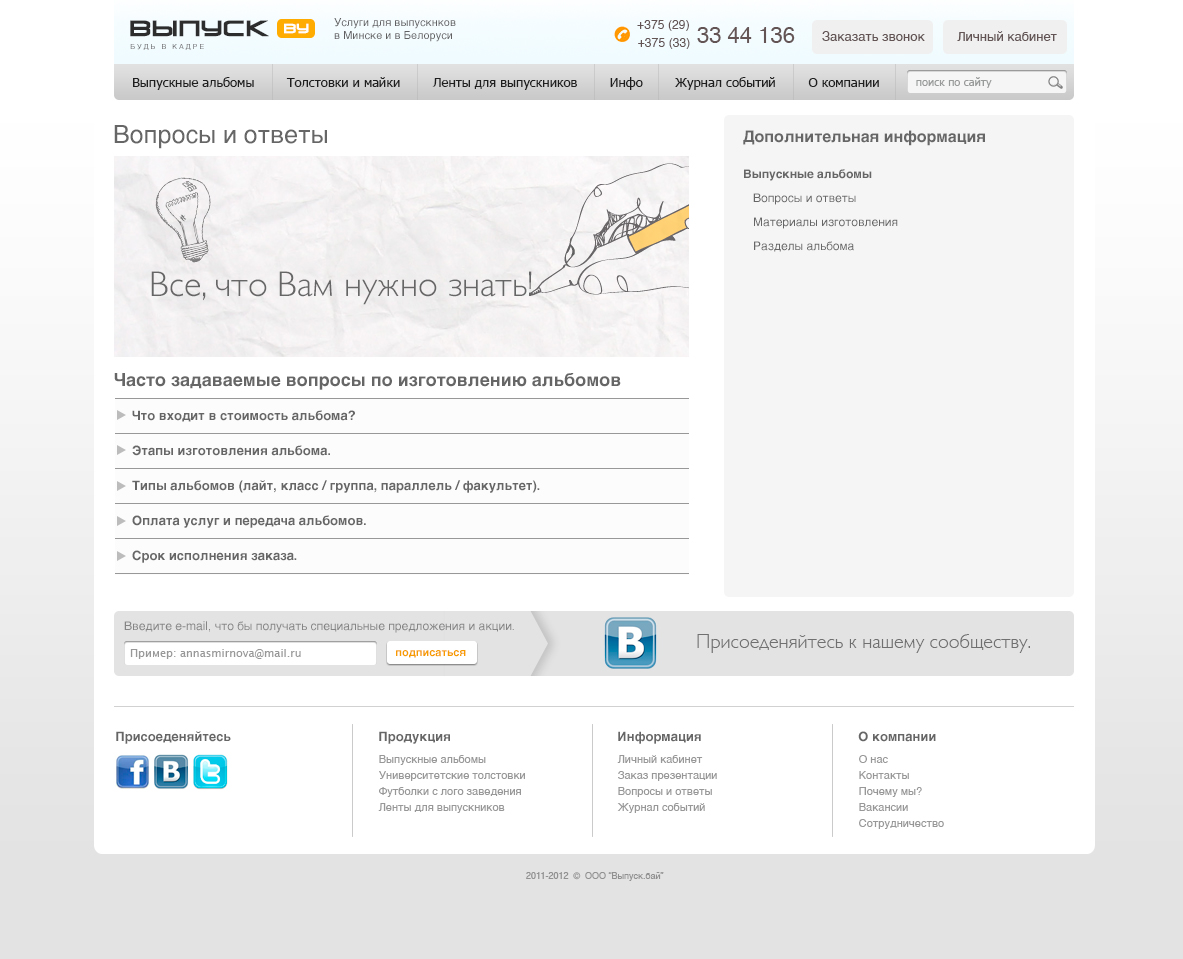 ВЫПУСК BY
БУДЬ В КАДРЕ
Услуги для выпускнков
в Минске и в Белоруси
+375 (29)
+375 (33)
33 44 136
Заказать звонок
Личный кабинет
Выпускные альбомы
Толстовки и майки
Ленты для выпускников
Инфо
Журнал событий
О компании
поиск по сайту
Вопросы и ответы
Все, что Вам нужно знать!
Часто задаваемые вопросы по изготовлению альбомов
Что входит в стоимость альбома?
Этапы изготовления альбома.
Типы альбомов (лайт, класс / группа, параллель / факультет).
Оплата услуг и передача альбомов.
Срок исполнения заказа.
Дополнительная информация
Выпускные альбомы
Вопросы и ответы
Материалы изготовления
Разделы альбома
Введите e-mail, что бы получать специальные предложения и акции.
Пример: annasmirnova@mail.ru
подписаться
В
Присоеденяйтесь к нашему сообществу.
Присоеденяйтесь
f В t
Продукция
Выпускные альбомы
Университетские толстовки
Футболки с лого заведения
Ленты для выпускников
Информация
Личный кабинет
Заказ презентации
Вопросы и ответы
Журнал событий
О компании
О нас
Контакты
Почему мы?
Вакансии
Сотрудничество
2011-2012 © ООО "Выпуск.бай"